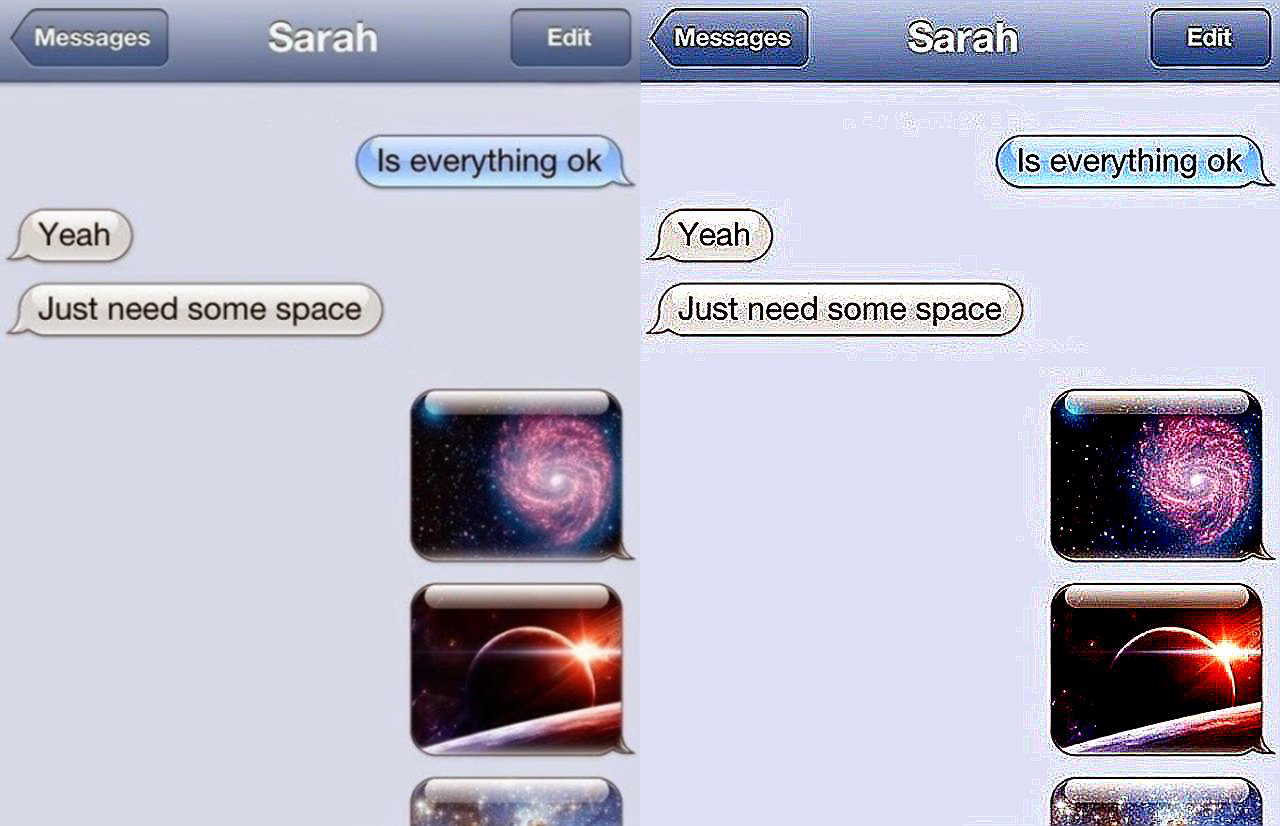 Messages Sarah Edit
Is everything ok
Yeah
Just need some space
Messages Sarah Edit
Is everything ok
Yeah
Just need some space